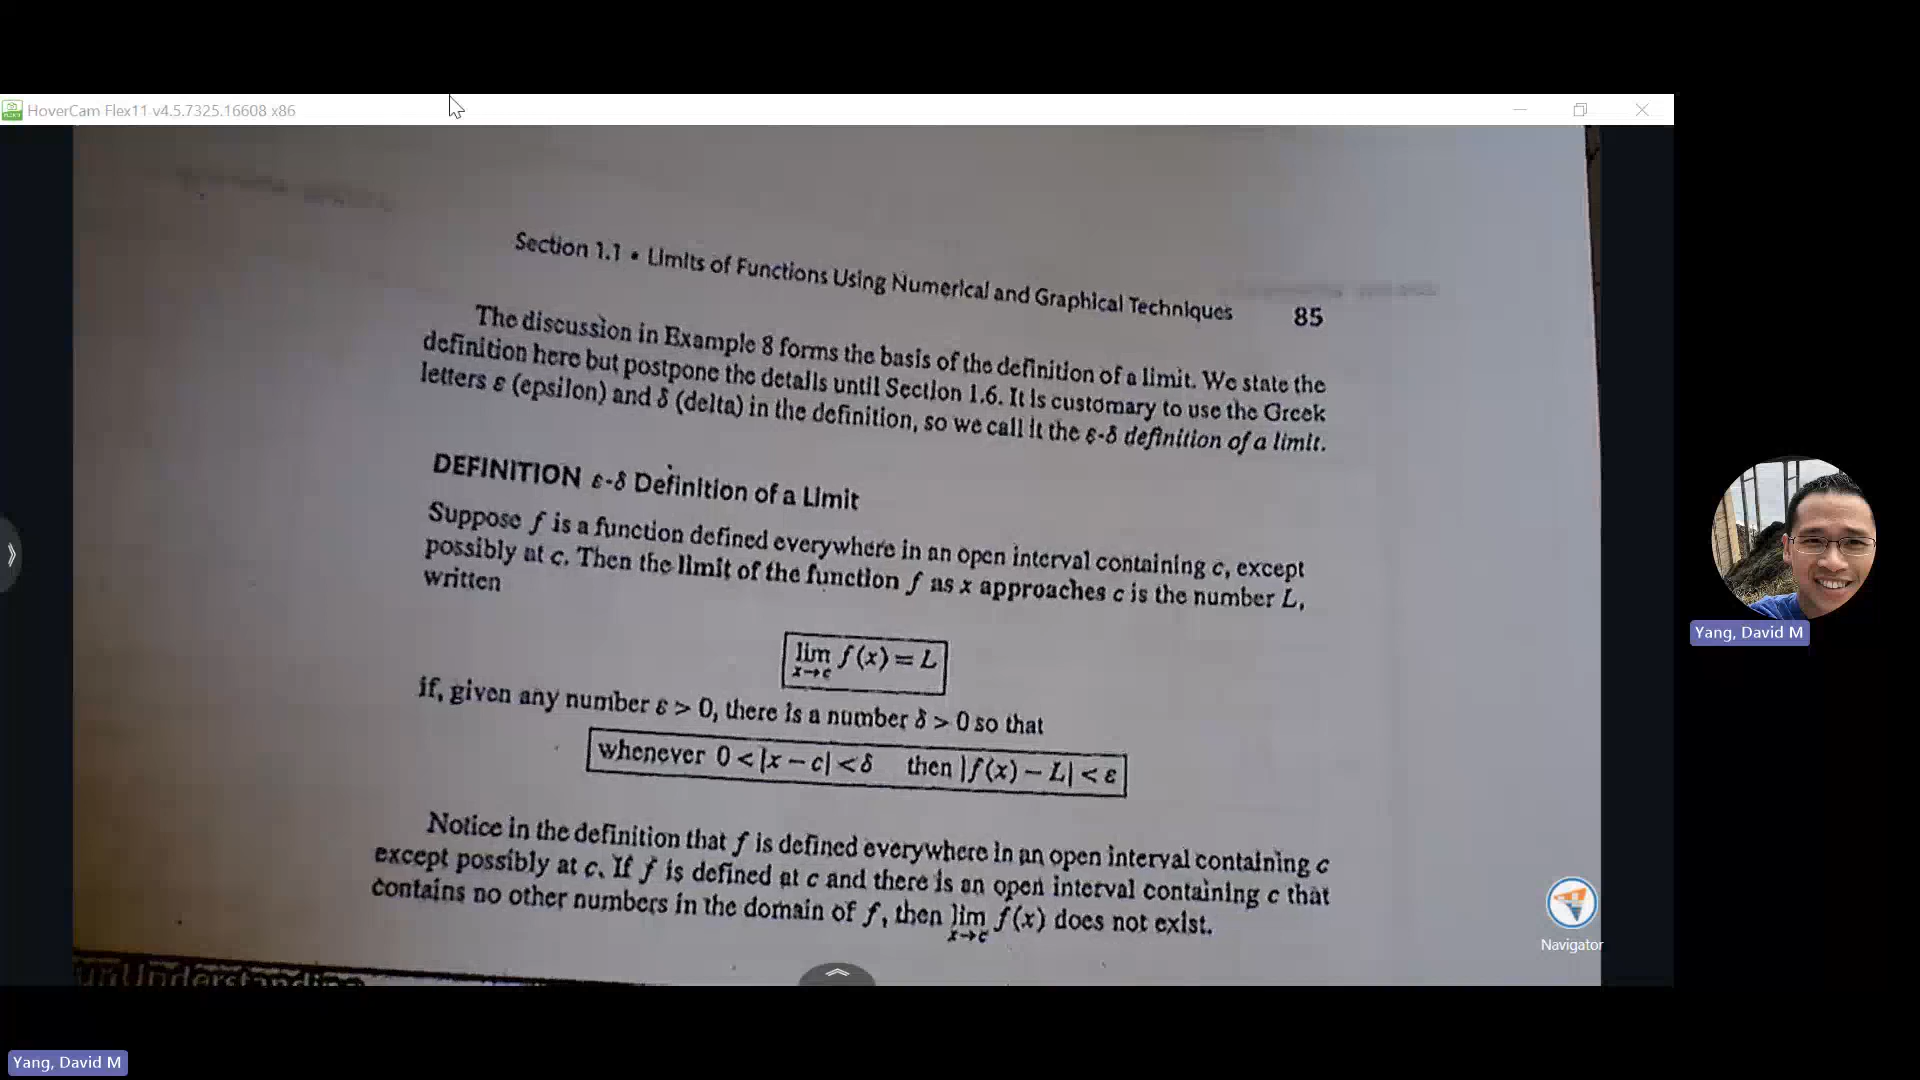 HoverCam Flex11 v4.5.7325.16608 x86
Section 1.1 • Limits of Functions Using Numerical and Graphical Techniques 85
The discussion in Example 8 forms the basis of the definition of a limit. We state the
definition here but postpone the details until Section 1.6. It is customary to use the Greek
letters ε (epsilon) and δ (delta) in the definition, so we call it the ε-δ definition of a limit.
DEFINITION ε-δ Definition of a Limit
Suppose f is a function defined everywhere in an open interval containing c, except
possibly at c. Then the limit of the function f as x approaches c is the number L,
written
lim f(x) = L
x→c
if, given any number ε > 0, there is a number δ > 0 so that
whenever 0 < |x − c| < δ then |f(x) − L| < ε
Notice in the definition that f is defined everywhere in an open interval containing c
except possibly at c. If f is defined at c and there is an open interval containing c that
contains no other numbers in the domain of f, then lim f(x) does not exist.
x→c
Navigator
Understanding
Yang, David M
Yang, David M